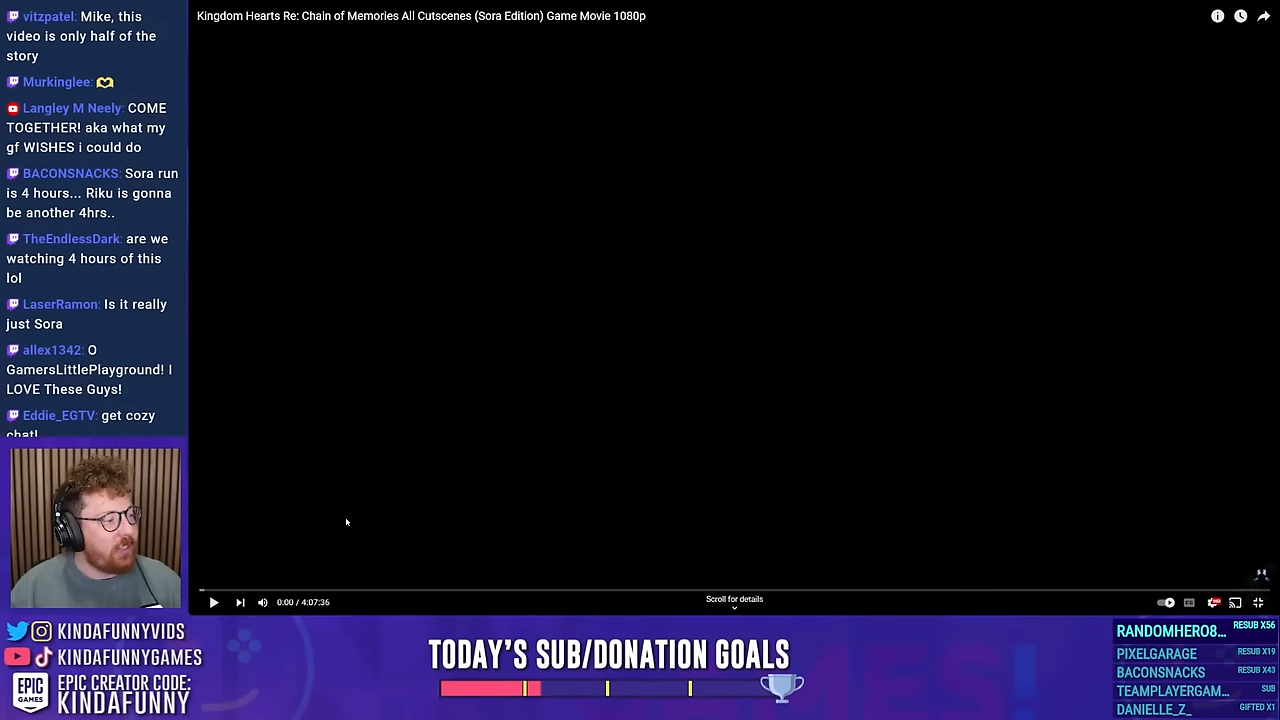 vitzpatel: Mike, this
video is only half of the
story
Murkinglee:
Langley M Neely: COME
TOGETHER! aka what my
gf WISHES i could do
BACONSNACKS: Sora run
is 4 hours... Riku is gonna
be another 4hrs..
TheEndlessDark: are we
watching 4 hours of this
lol
LaserRamon: Is it really
just Sora
allex1342: O
GamersLittlePlayground! I
LOVE These Guys!
Eddie_EGTV: get cozy
chat!
Kingdom Hearts Re: Chain of Memories All Cutscenes (Sora Edition) Game Movie 1080p
0:00 / 4:07:36
Scroll for details
KINDAFUNNYVIDS
KINDAFUNNYGAMES
EPIC GAMES
EPIC CREATOR CODE:
KINDAFUNNY
TODAY'S SUB/DONATION GOALS
RANDOMHERO8... RESUB X56
PIXELGARAGE RESUB X19
BACONSNACKS RESUB X43
TEAMPLAYERGAM... SUB
DANIELLE_Z_ GIFTED X1